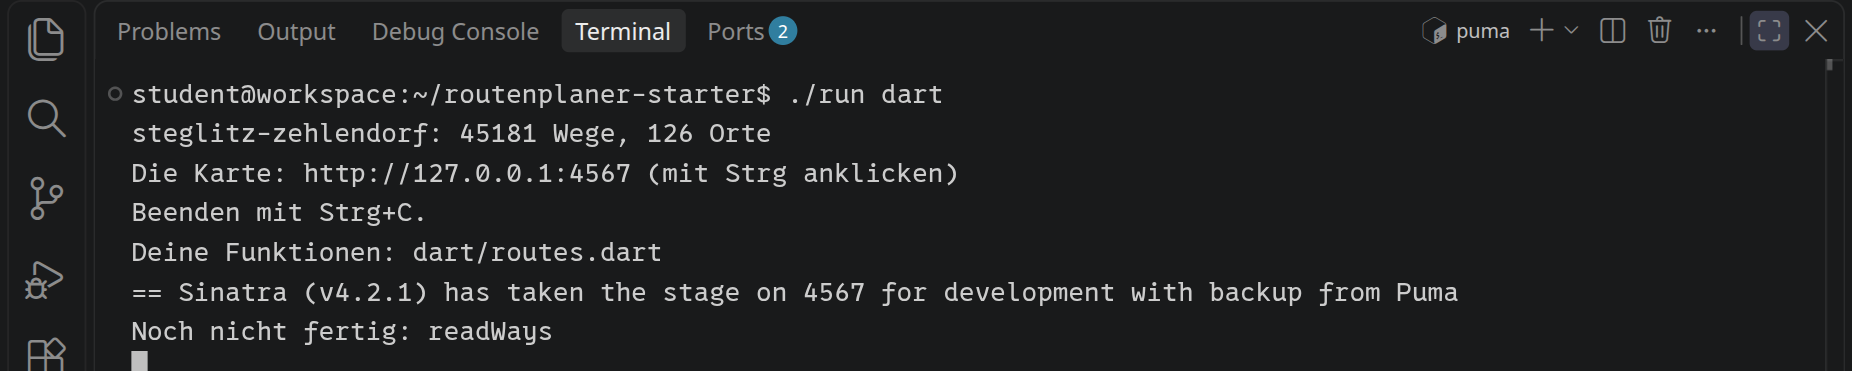 Problems Output Debug Console Terminal Ports 2 puma
student@workspace:~/routenplaner-starter$ ./run dart
steglitz-zehlendorf: 45181 Wege, 126 Orte
Die Karte: http://127.0.0.1:4567 (mit Strg anklicken)
Beenden mit Strg+C.
Deine Funktionen: dart/routes.dart
== Sinatra (v4.2.1) has taken the stage on 4567 for development with backup from Puma
Noch nicht fertig: readWays